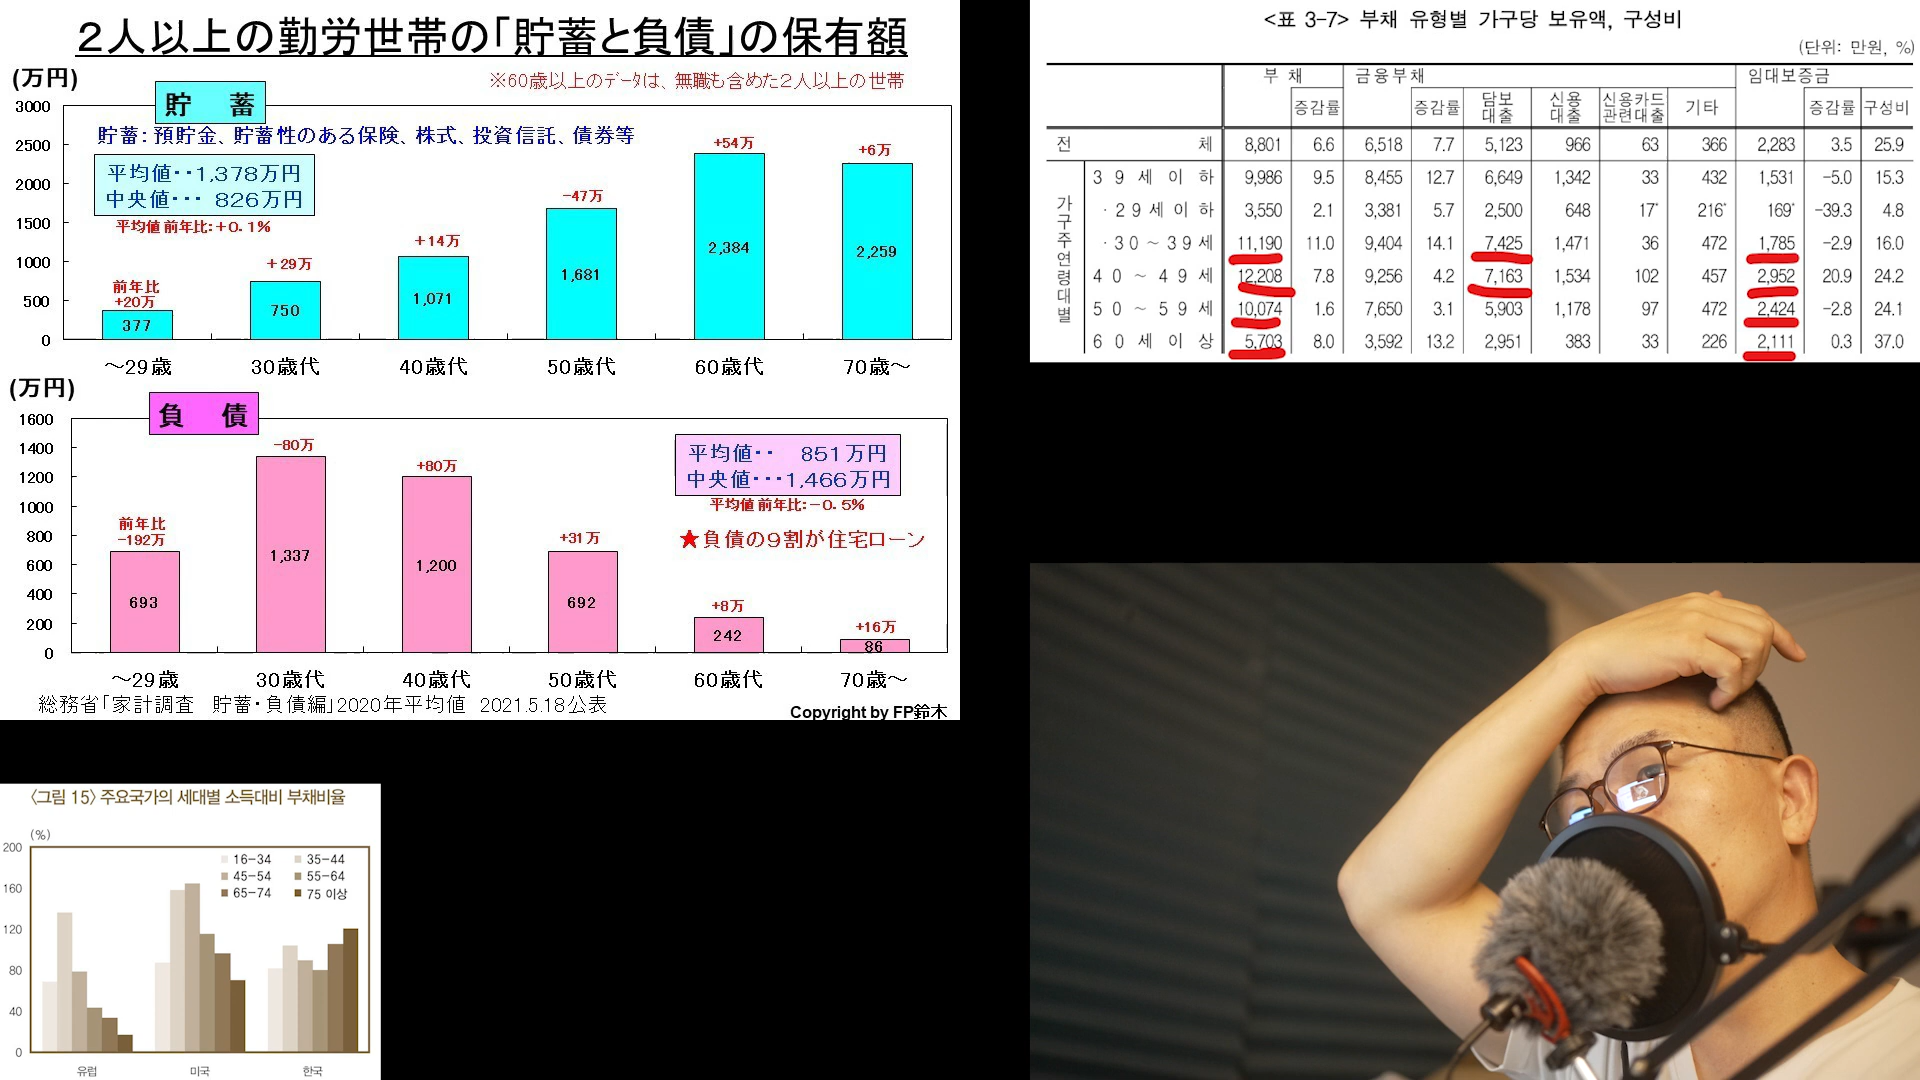 ２人以上の勤労世帯の「貯蓄と負債」の保有額
(万円)
※60歳以上のデータは、無職も含めた２人以上の世帯
貯　蓄
貯蓄：預貯金、貯蓄性のある保険、株式、投資信託、債券等
平均値‥1,378万円
中央値… 826万円
平均値 前年比:+0.1%
3000
2500
2000
1500
1000
500
0
前年比
+20万
+29万
+14万
-47万
+54万
+6万
377
750
1,071
1,681
2,384
2,259
～29歳
30歳代
40歳代
50歳代
60歳代
70歳～
(万円)
負　債
1600
1400
1200
1000
800
600
400
200
0
平均値‥ 851万円
中央値…1,466万円
平均値 前年比:-0.5%
★負債の９割が住宅ローン
前年比
-192万
-80万
+80万
+31万
+8万
+16万
693
1,337
1,200
692
242
86
～29歳
30歳代
40歳代
50歳代
60歳代
70歳～
総務省「家計調査　貯蓄・負債編」2020年平均値　2021.5.18公表
Copyright by FP鈴木
<표 3-7> 부채 유형별 가구당 보유액, 구성비
(단위: 만원, %)
부 채 금융부채 임대보증금
증감률 증감률 담보대출 신용대출 신용카드관련대출 기타 증감률 구성비
전 체 8,801 6.6 6,518 7.7 5,123 966 63 366 2,283 3.5 25.9
가구주연령대별
39세이하 9,986 9.5 8,455 12.7 6,649 1,342 33 432 1,531 -5.0 15.3
·29세이하 3,550 2.1 3,381 5.7 2,500 648 17* 216* 169* -39.3 4.8
·30~39세 11,190 11.0 9,404 14.1 7,425 1,471 36 472 1,785 -2.9 16.0
40~49세 12,208 7.8 9,256 4.2 7,163 1,534 102 457 2,952 20.9 24.2
50~59세 10,074 1.6 7,650 3.1 5,903 1,178 97 472 2,424 -2.8 24.1
60세이상 5,703 8.0 3,592 13.2 2,951 383 33 226 2,111 0.3 37.0
〈그림 15〉 주요국가의 세대별 소득대비 부채비율
(%)
200
160
120
80
40
0
16-34 35-44
45-54 55-64
65-74 75 이상
유럽 미국 한국